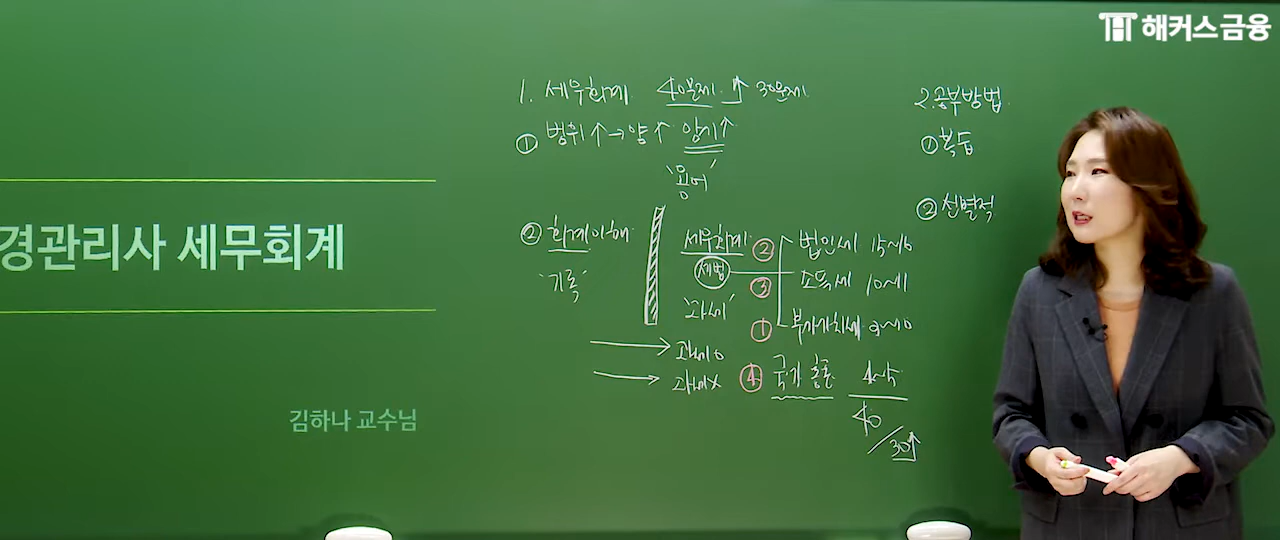 해커스금융
경관리사 세무회계
김하나 교수님
1. 세무회계 40문제 ↑ 30문제
① 범위↑→양↑ 암기↑
'용어'
② 회계이해
'기록'
세무회계
세법
'과세'
② 법인세 15~16
③ 소득세 10~11
① 부가가치세 9~10
과세o
과세x
④ 국기 총론 4~5
40
/30↑
2. 공부방법
① 복습
② 선별적